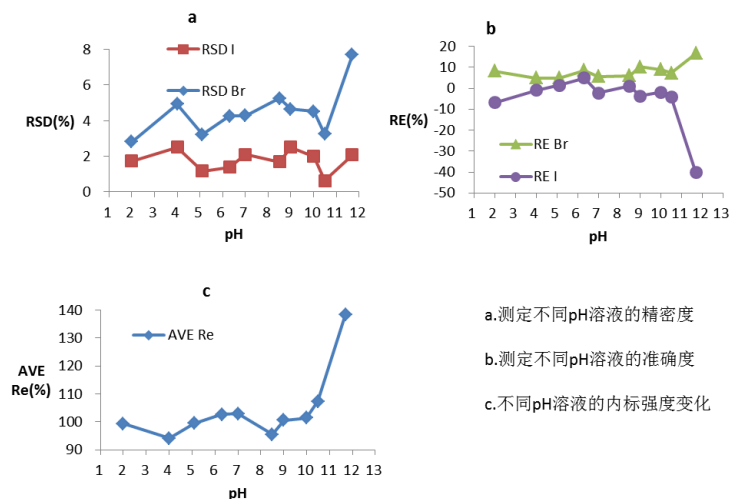 a
RSD I
RSD Br
RSD(%)
8
6
4
2
0
1 2 3 4 5 6 7 8 9 10 11 12
pH
b
RE(%)
20
10
0
-10
-20
-30
-40
-50
RE Br
RE I
1 2 3 4 5 6 7 8 9 10 11 12 13
pH
c
AVE Re
AVE
Re(%)
140
130
120
110
100
90
1 2 3 4 5 6 7 8 9 10 11 12 13
pH
a.测定不同pH溶液的精密度
b.测定不同pH溶液的准确度
c.不同pH溶液的内标强度变化